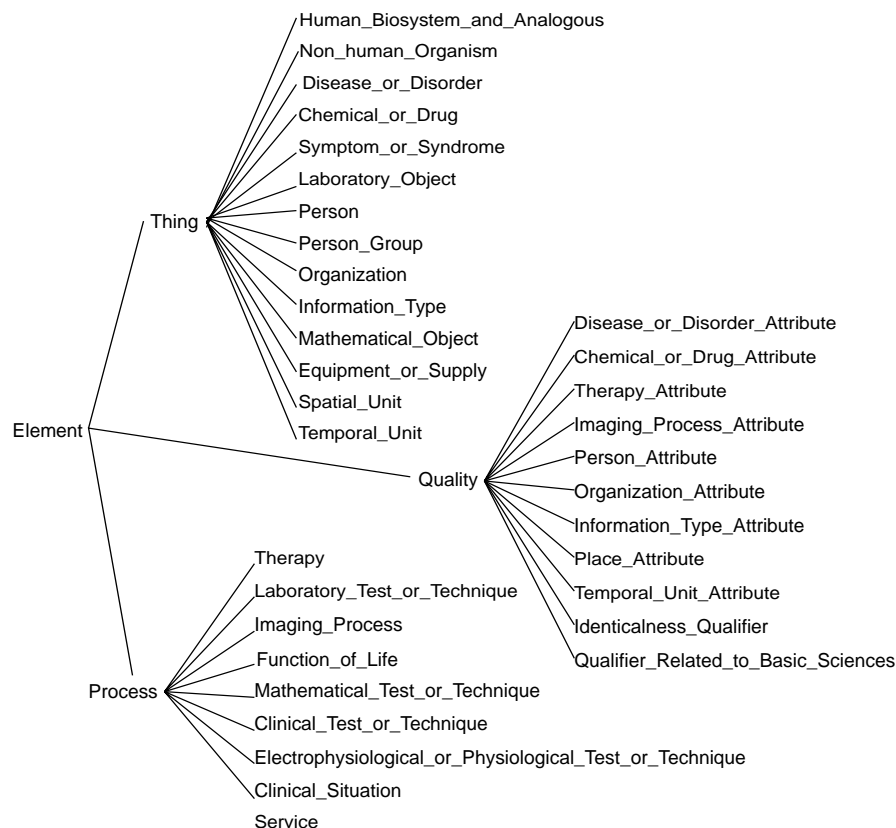 Human_Biosystem_and_Analogous
Non_human_Organism
Disease_or_Disorder
Chemical_or_Drug
Symptom_or_Syndrome
Laboratory_Object
Person
Thing
Person_Group
Organization
Information_Type
Mathematical_Object
Equipment_or_Supply
Spatial_Unit
Temporal_Unit
Element
Disease_or_Disorder_Attribute
Chemical_or_Drug_Attribute
Therapy_Attribute
Imaging_Process_Attribute
Person_Attribute
Quality
Organization_Attribute
Information_Type_Attribute
Place_Attribute
Temporal_Unit_Attribute
Identicalness_Qualifier
Qualifier_Related_to_Basic_Sciences
Therapy
Laboratory_Test_or_Technique
Imaging_Process
Function_of_Life
Process
Mathematical_Test_or_Technique
Clinical_Test_or_Technique
Electrophysiological_or_Physiological_Test_or_Technique
Clinical_Situation
Service